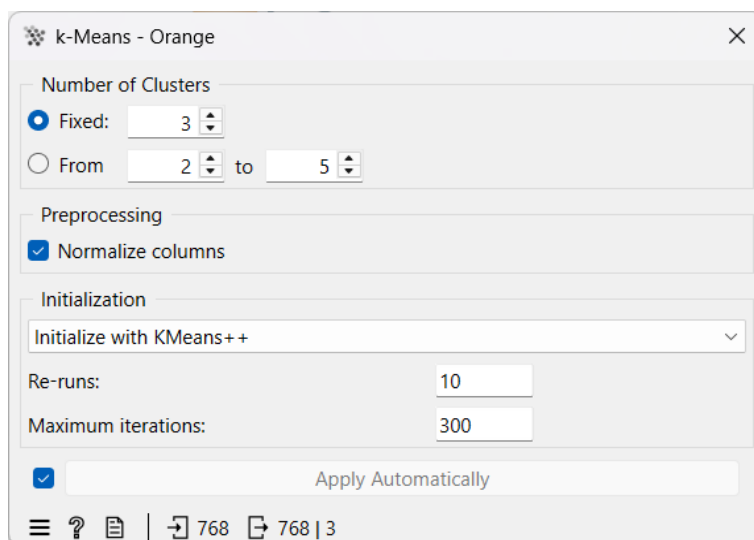 k-Means - Orange
Number of Clusters
Fixed: 3
From 2 to 5
Preprocessing
Normalize columns
Initialization
Initialize with KMeans++
Re-runs: 10
Maximum iterations: 300
Apply Automatically
? | 768 768 | 3